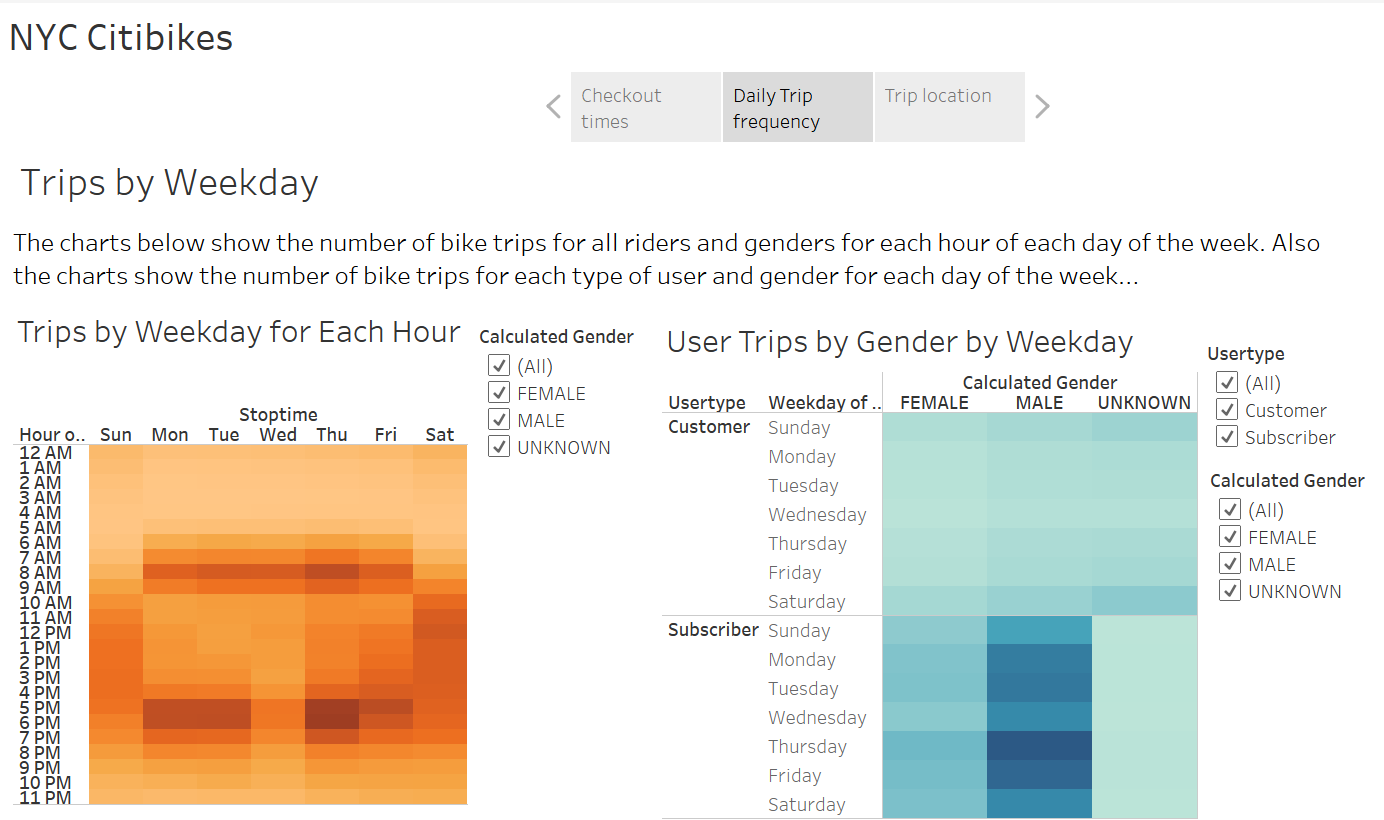 NYC Citibikes
Checkout
times
Daily Trip
frequency
Trip location
Trips by Weekday
The charts below show the number of bike trips for all riders and genders for each hour of each day of the week. Also
the charts show the number of bike trips for each type of user and gender for each day of the week...
Trips by Weekday for Each Hour
Stoptime
Hour o.. Sun Mon Tue Wed Thu Fri Sat
12 AM
1 AM
2 AM
3 AM
4 AM
5 AM
6 AM
7 AM
8 AM
9 AM
10 AM
11 AM
12 PM
1 PM
2 PM
3 PM
4 PM
5 PM
6 PM
7 PM
8 PM
9 PM
10 PM
11 PM
Calculated Gender
(All)
FEMALE
MALE
UNKNOWN
User Trips by Gender by Weekday
Calculated Gender
Usertype Weekday of .. FEMALE MALE UNKNOWN
Customer Sunday
Monday
Tuesday
Wednesday
Thursday
Friday
Saturday
Subscriber Sunday
Monday
Tuesday
Wednesday
Thursday
Friday
Saturday
Usertype
(All)
Customer
Subscriber
Calculated Gender
(All)
FEMALE
MALE
UNKNOWN